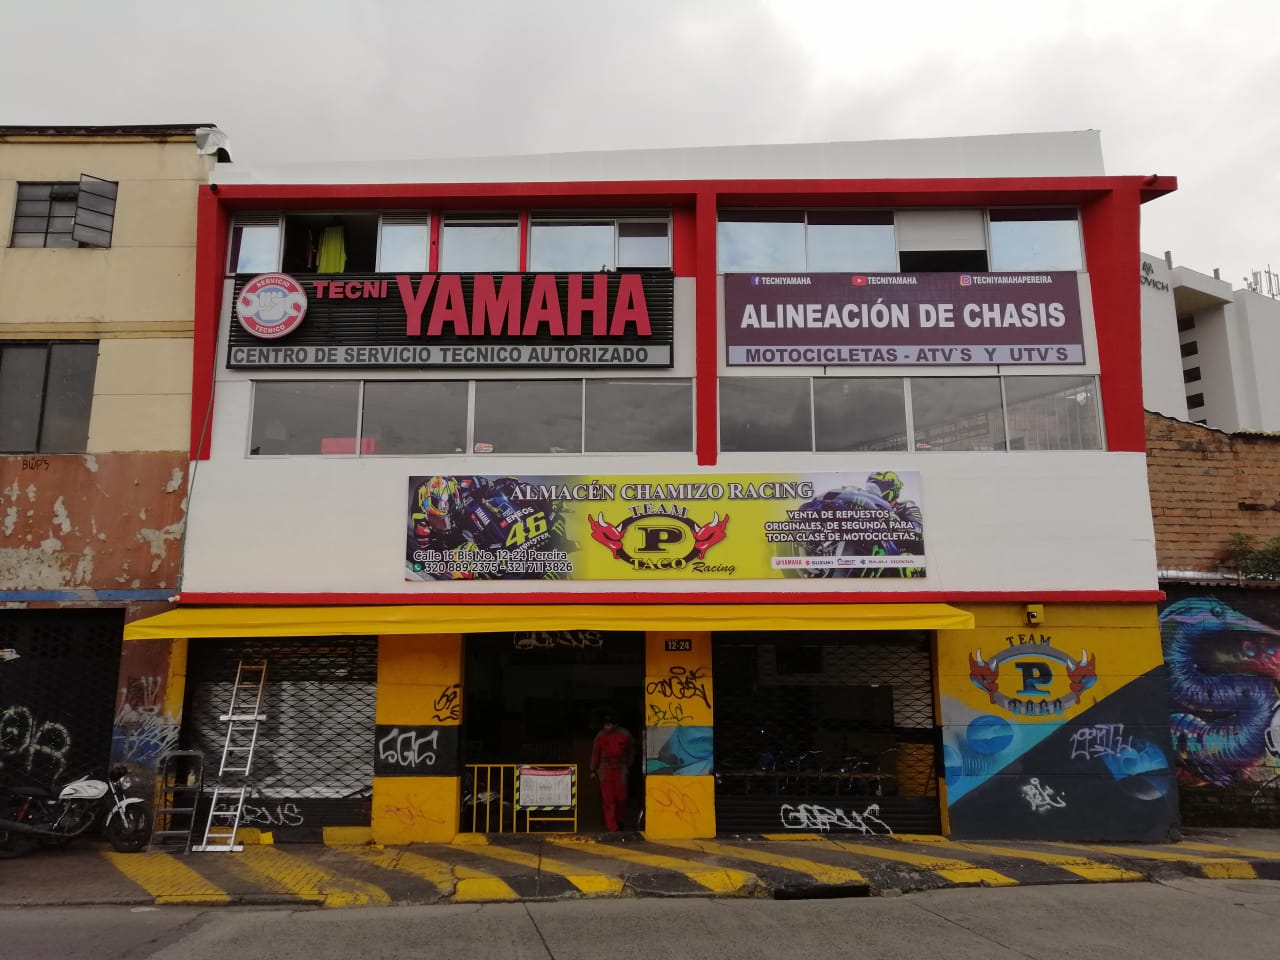 SERVICIO
TECNICO
TECNI YAMAHA
CENTRO DE SERVICIO TECNICO AUTORIZADO
TECNIYAMAHA TECNIYAMAHA TECNIYAMAHAPEREIRA
ALINEACIÓN DE CHASIS
MOTOCICLETAS - ATV`S Y UTV`S
ALMACÉN CHAMIZO RACING
ENEOS
46
TEAM
P
TACO Racing
VENTA DE REPUESTOS
ORIGINALES, DE SEGUNDA PARA
TODA CLASE DE MOTOCICLETAS
Calle 16 Bis No. 12-24 Pereira
320 889 2375 - 321 711 3826
YAMAHA SUZUKI BAJAJ HONDA
12-24
TEAM
P
TACO